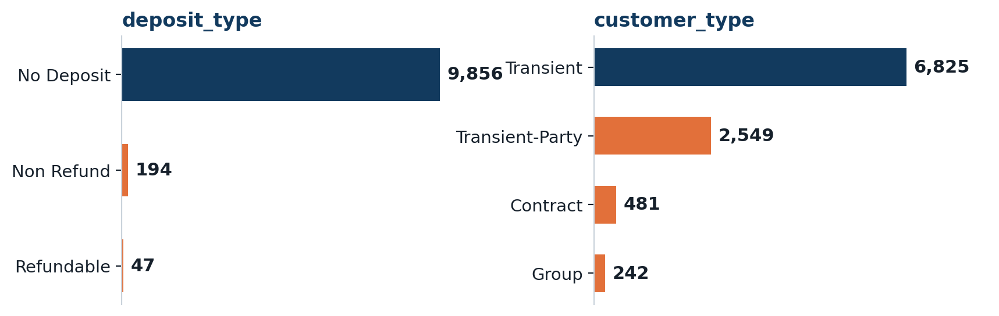 deposit_type
No Deposit 9,856
Non Refund 194
Refundable 47
customer_type
Transient 6,825
Transient-Party 2,549
Contract 481
Group 242